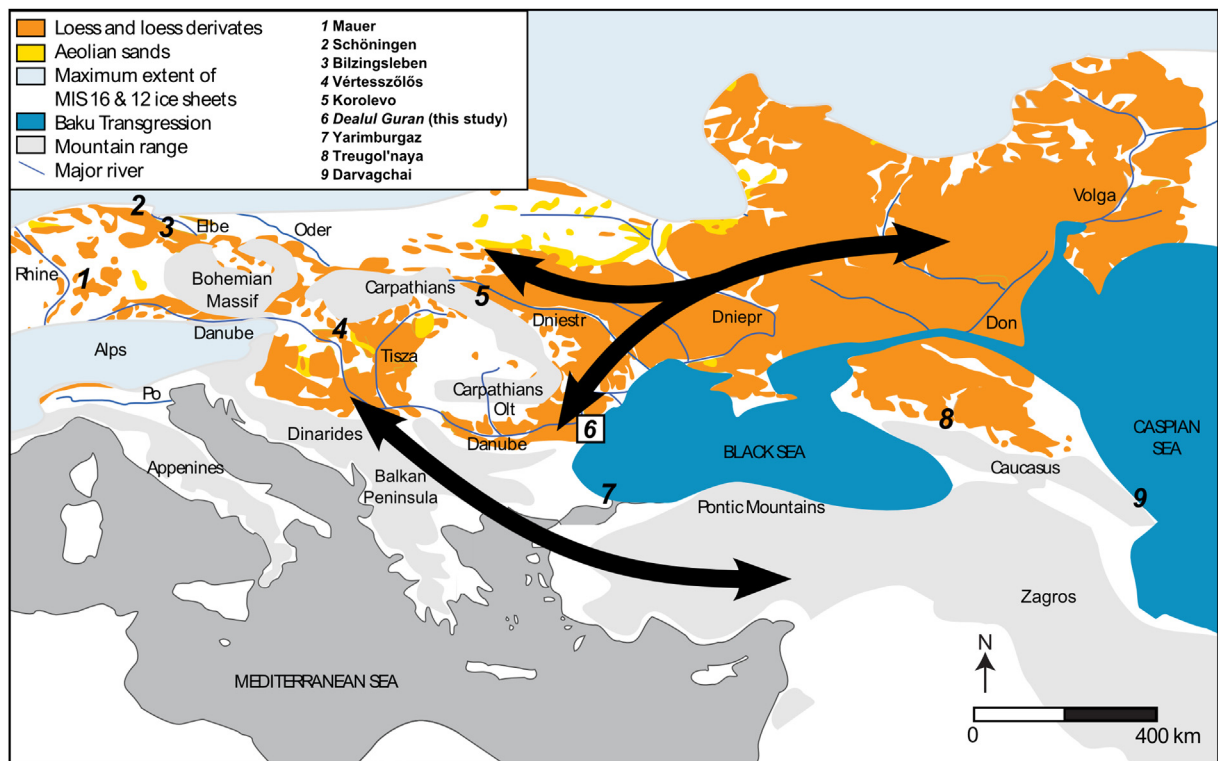 Loess and loess derivates
Aeolian sands
Maximum extent of
MIS 16 & 12 ice sheets
Baku Transgression
Mountain range
Major river
1 Mauer
2 Schöningen
3 Bilzingsleben
4 Vértesszőlős
5 Korolevo
6 Dealul Guran (this study)
7 Yarimburgaz
8 Treugol'naya
9 Darvagchai
2
3
Elbe
Oder
Volga
Rhine
1
Bohemian
Massif
Carpathians
5
Danube
4
Dniestr
Dniepr
Don
Alps
Tisza
Po
Carpathians
Olt
Dinarides
Danube
6
8
BLACK SEA
CASPIAN
SEA
Appenines
Balkan
Peninsula
7
Caucasus
9
Pontic Mountains
Zagros
MEDITERRANEAN SEA
N
0
400 km